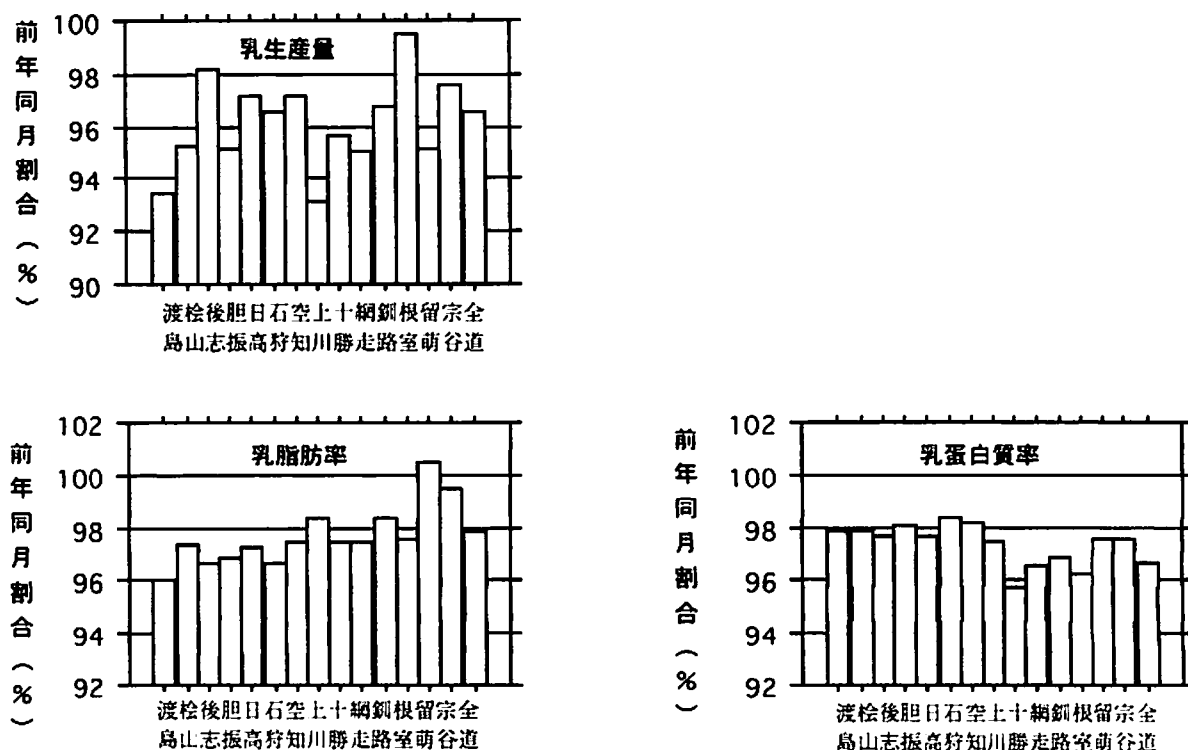 前年同月割合(%)
乳生産量
100
98
96
94
92
90
渡桧後胆日石空上十網釧根留宗全
島山志振高狩知川勝走路室萌谷道
前年同月割合(%)
乳脂肪率
102
100
98
96
94
92
渡桧後胆日石空上十網釧根留宗全
島山志振高狩知川勝走路室萌谷道
前年同月割合(%)
乳蛋白質率
102
100
98
96
94
92
渡桧後胆日石空上十網釧根留宗全
島山志振高狩知川勝走路室萌谷道